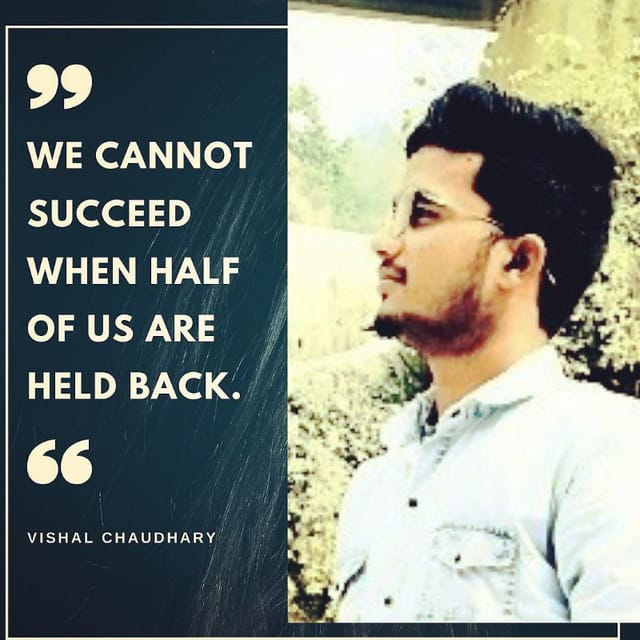 ”
WE CANNOT
SUCCEED
WHEN HALF
OF US ARE
HELD BACK.
“
VISHAL CHAUDHARY